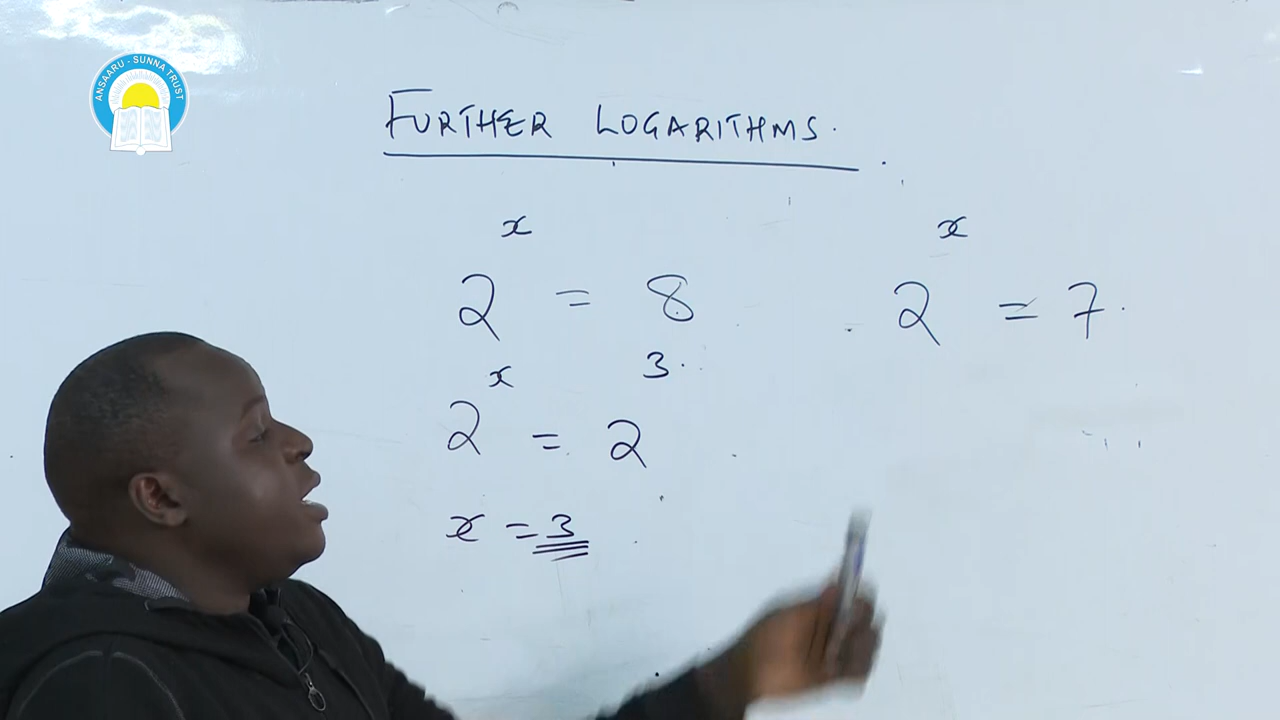 ANSAARU - SUNNA TRUST
FURTHER LOGARITHMS.
2^x = 8
2^x = 2^3
x = 3
2^x = 7